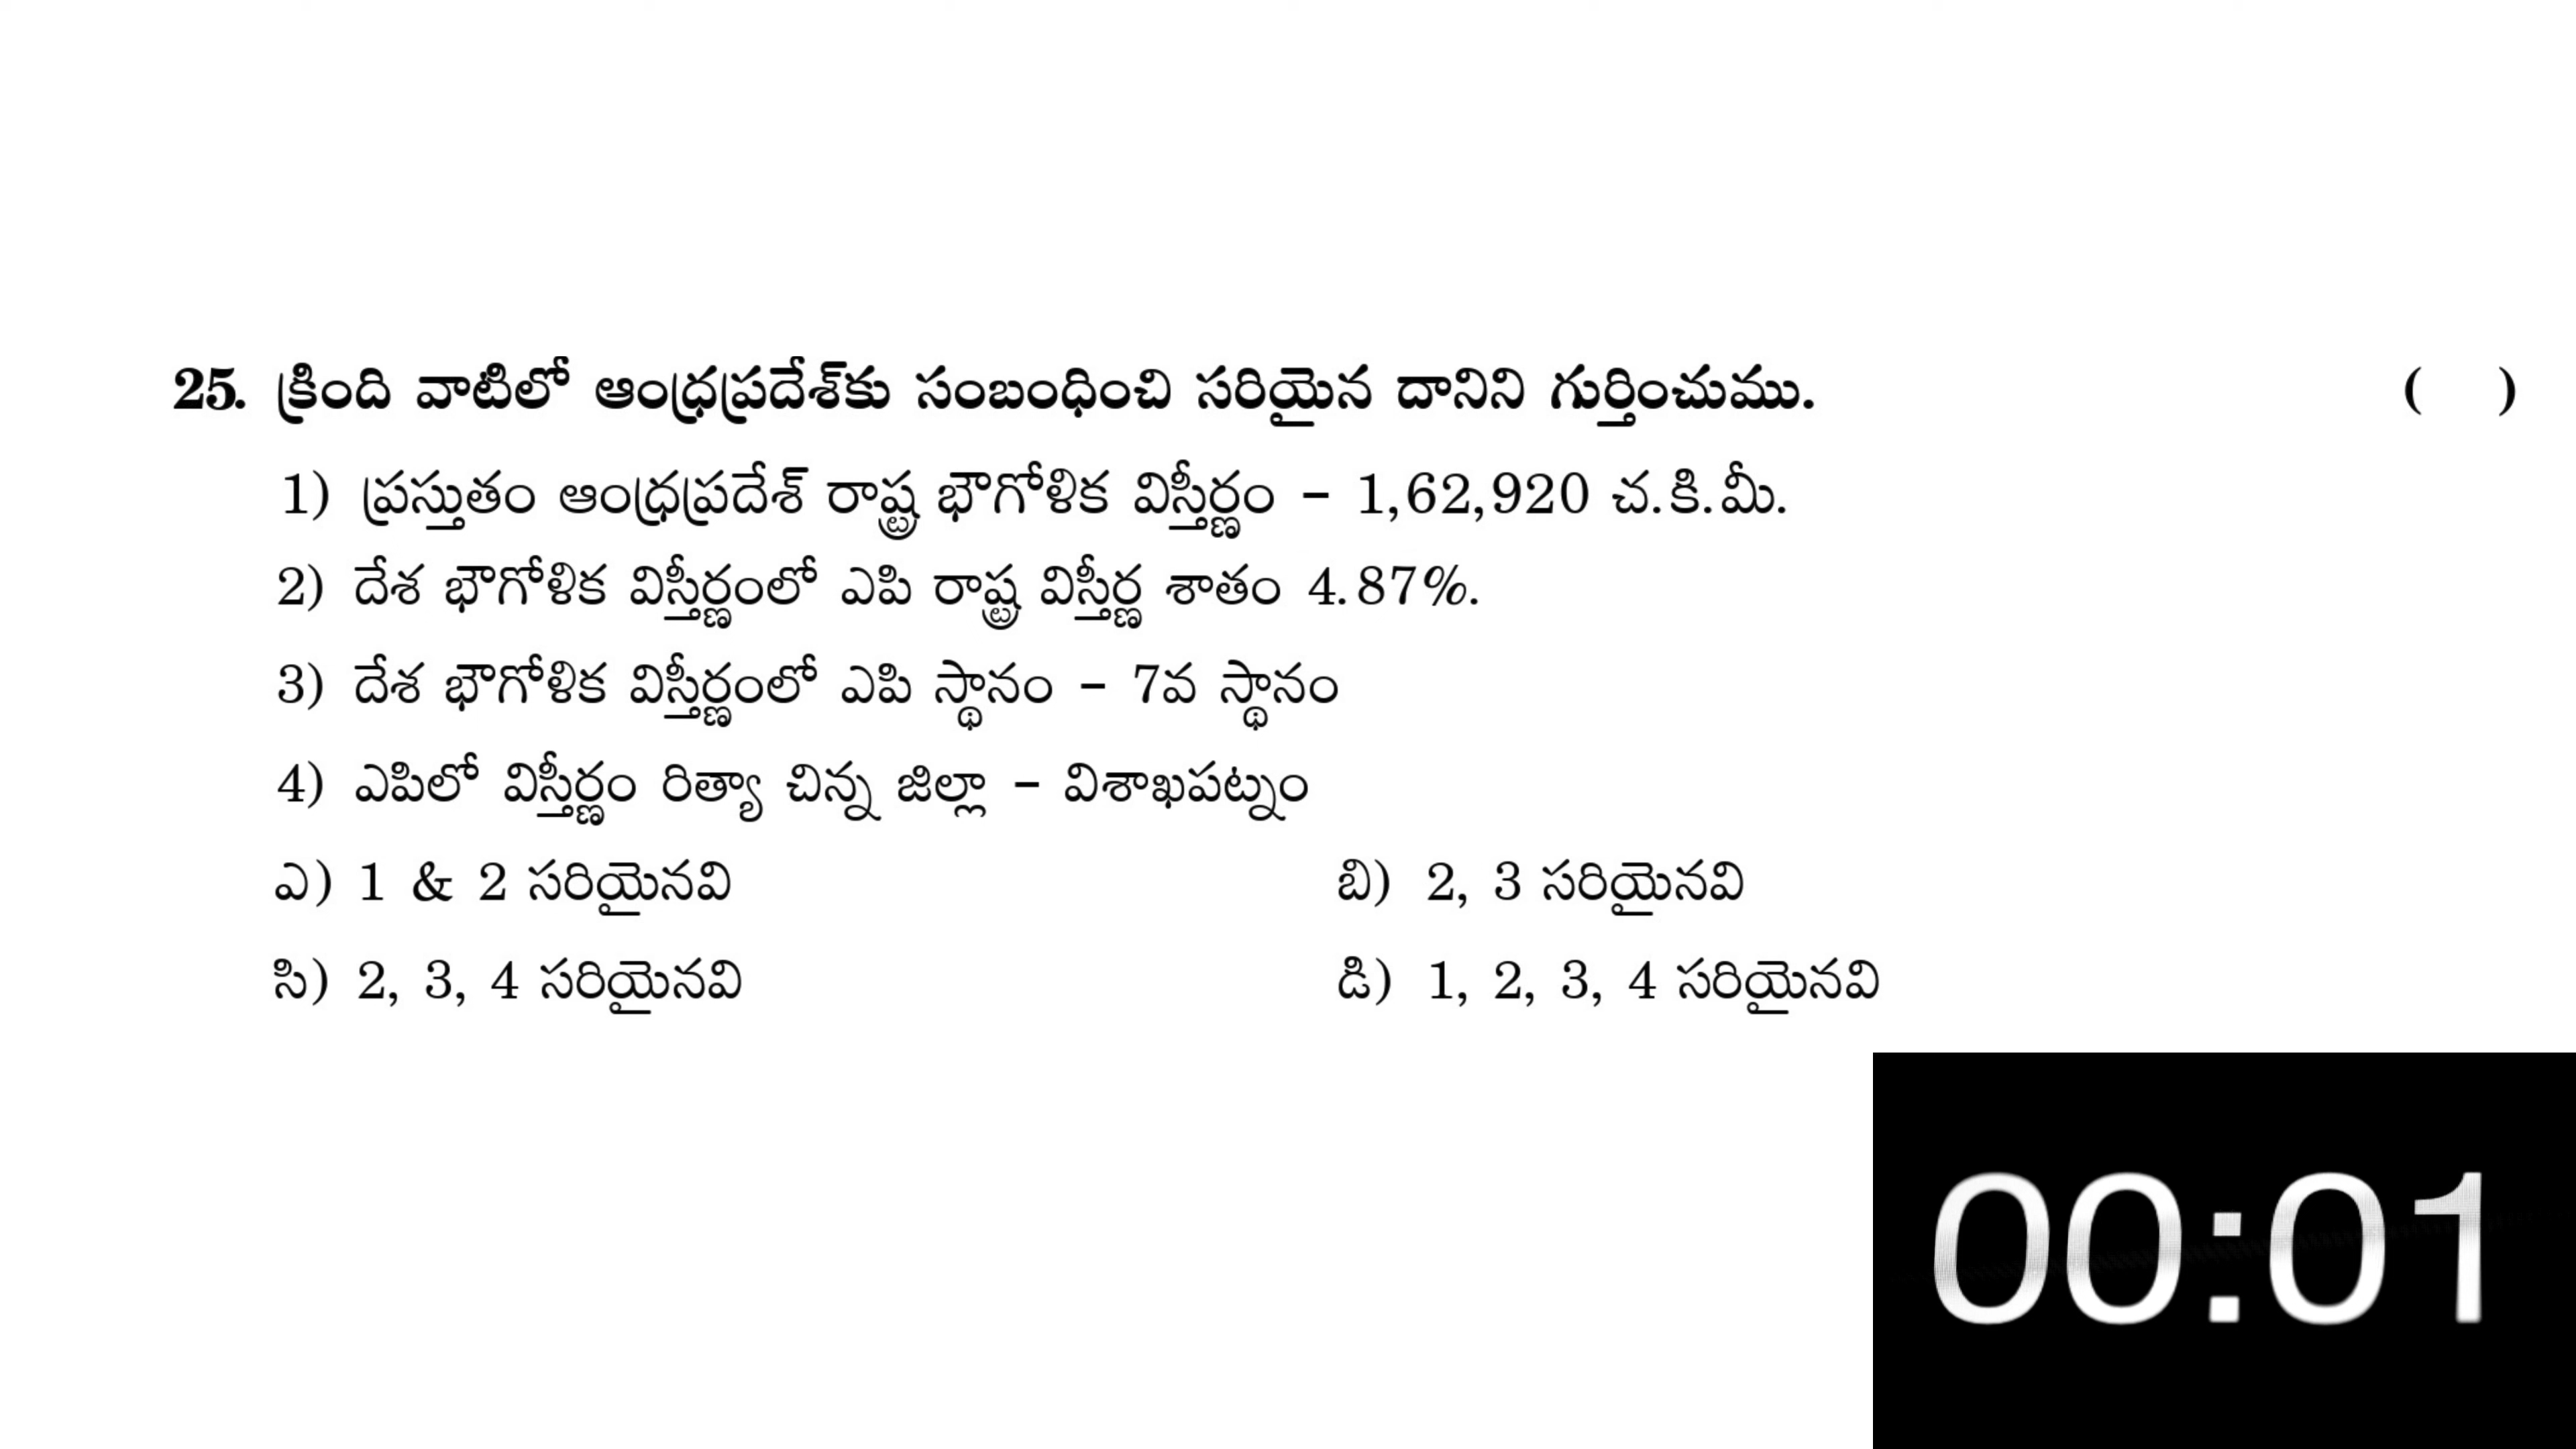 25. క్రింది వాటిలో ఆంధ్రప్రదేశ్‌కు సంబంధించి సరియైన దానిని గుర్తించుము. ( )
1) ప్రస్తుతం ఆంధ్రప్రదేశ్ రాష్ట్ర భౌగోళిక విస్తీర్ణం - 1,62,920 చ.కి.మీ.
2) దేశ భౌగోళిక విస్తీర్ణంలో ఎపి రాష్ట్ర విస్తీర్ణ శాతం 4.87%.
3) దేశ భౌగోళిక విస్తీర్ణంలో ఎపి స్థానం - 7వ స్థానం
4) ఎపిలో విస్తీర్ణం రిత్యా చిన్న జిల్లా - విశాఖపట్నం
ఎ) 1 & 2 సరియైనవి బి) 2, 3 సరియైనవి
సి) 2, 3, 4 సరియైనవి డి) 1, 2, 3, 4 సరియైనవి
00:01